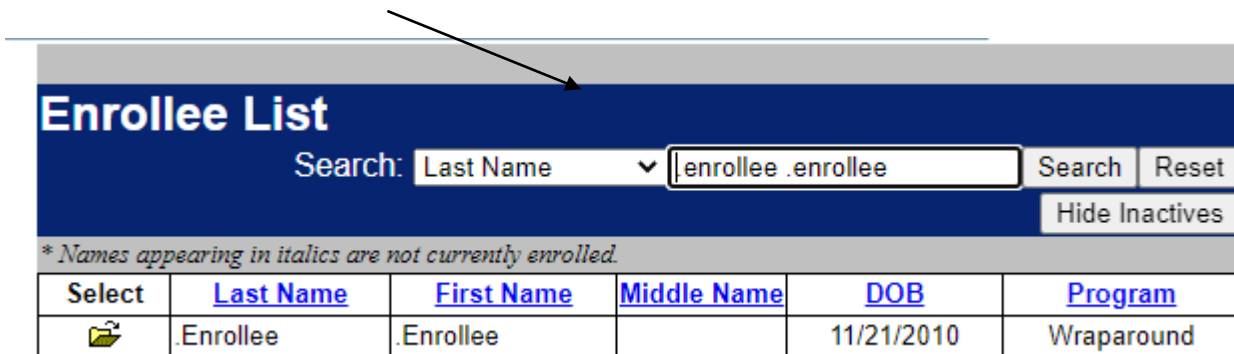 Enrollee List
Search: Last Name .enrollee .enrollee Search Reset
Hide Inactives
* Names appearing in italics are not currently enrolled.
Select Last Name First Name Middle Name DOB Program
.Enrollee .Enrollee 11/21/2010 Wraparound